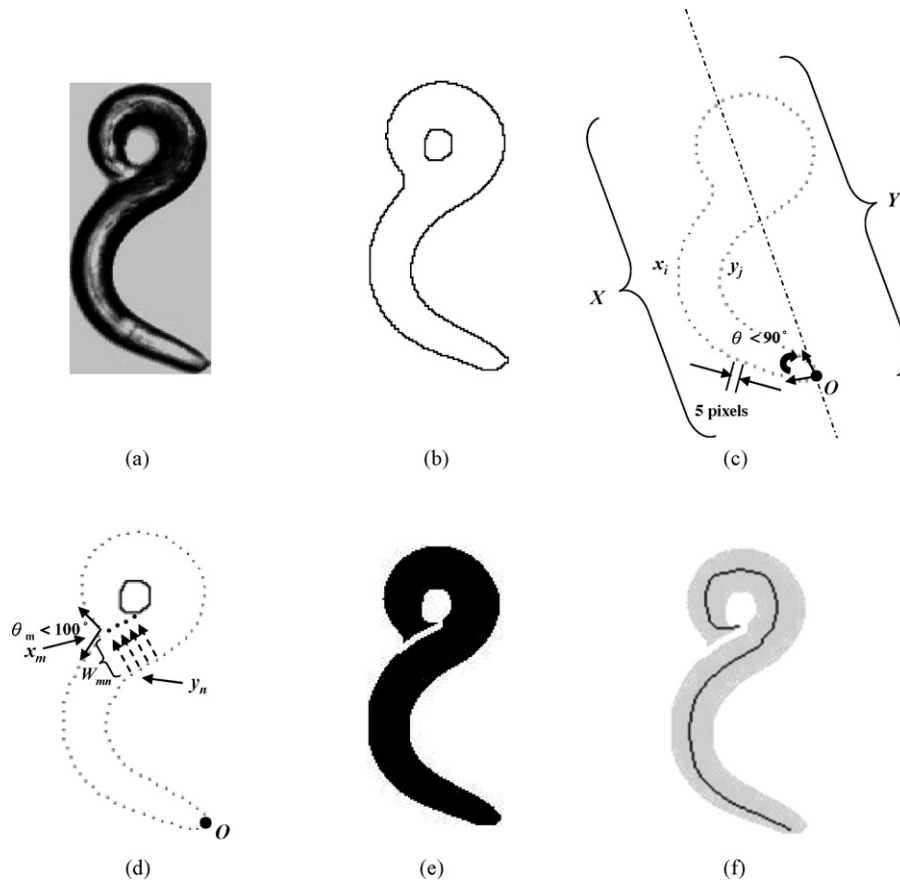 Y
x_i
y_j
X
θ <90°
O
5 pixels
(a)
(b)
(c)
θ_m <100°
x_m
W_mn
y_n
O
(d)
(e)
(f)